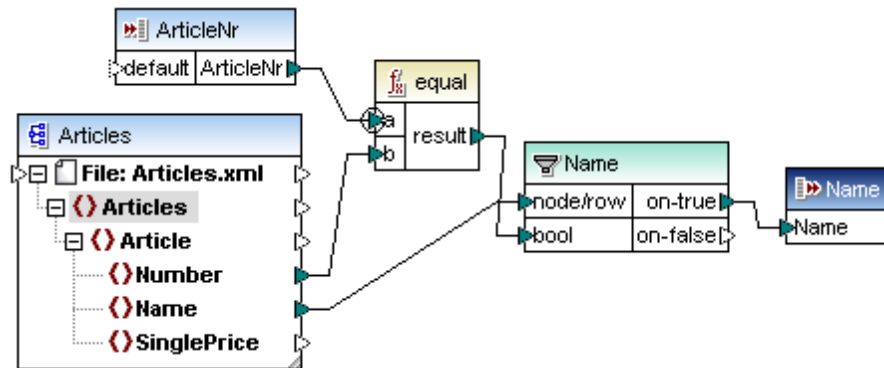 ArticleNr
default ArticleNr
equal
a
result
b
Articles
File: Articles.xml
Articles
Article
Number
Name
SinglePrice
Name
node/row on-true
bool on-false
Name
Name